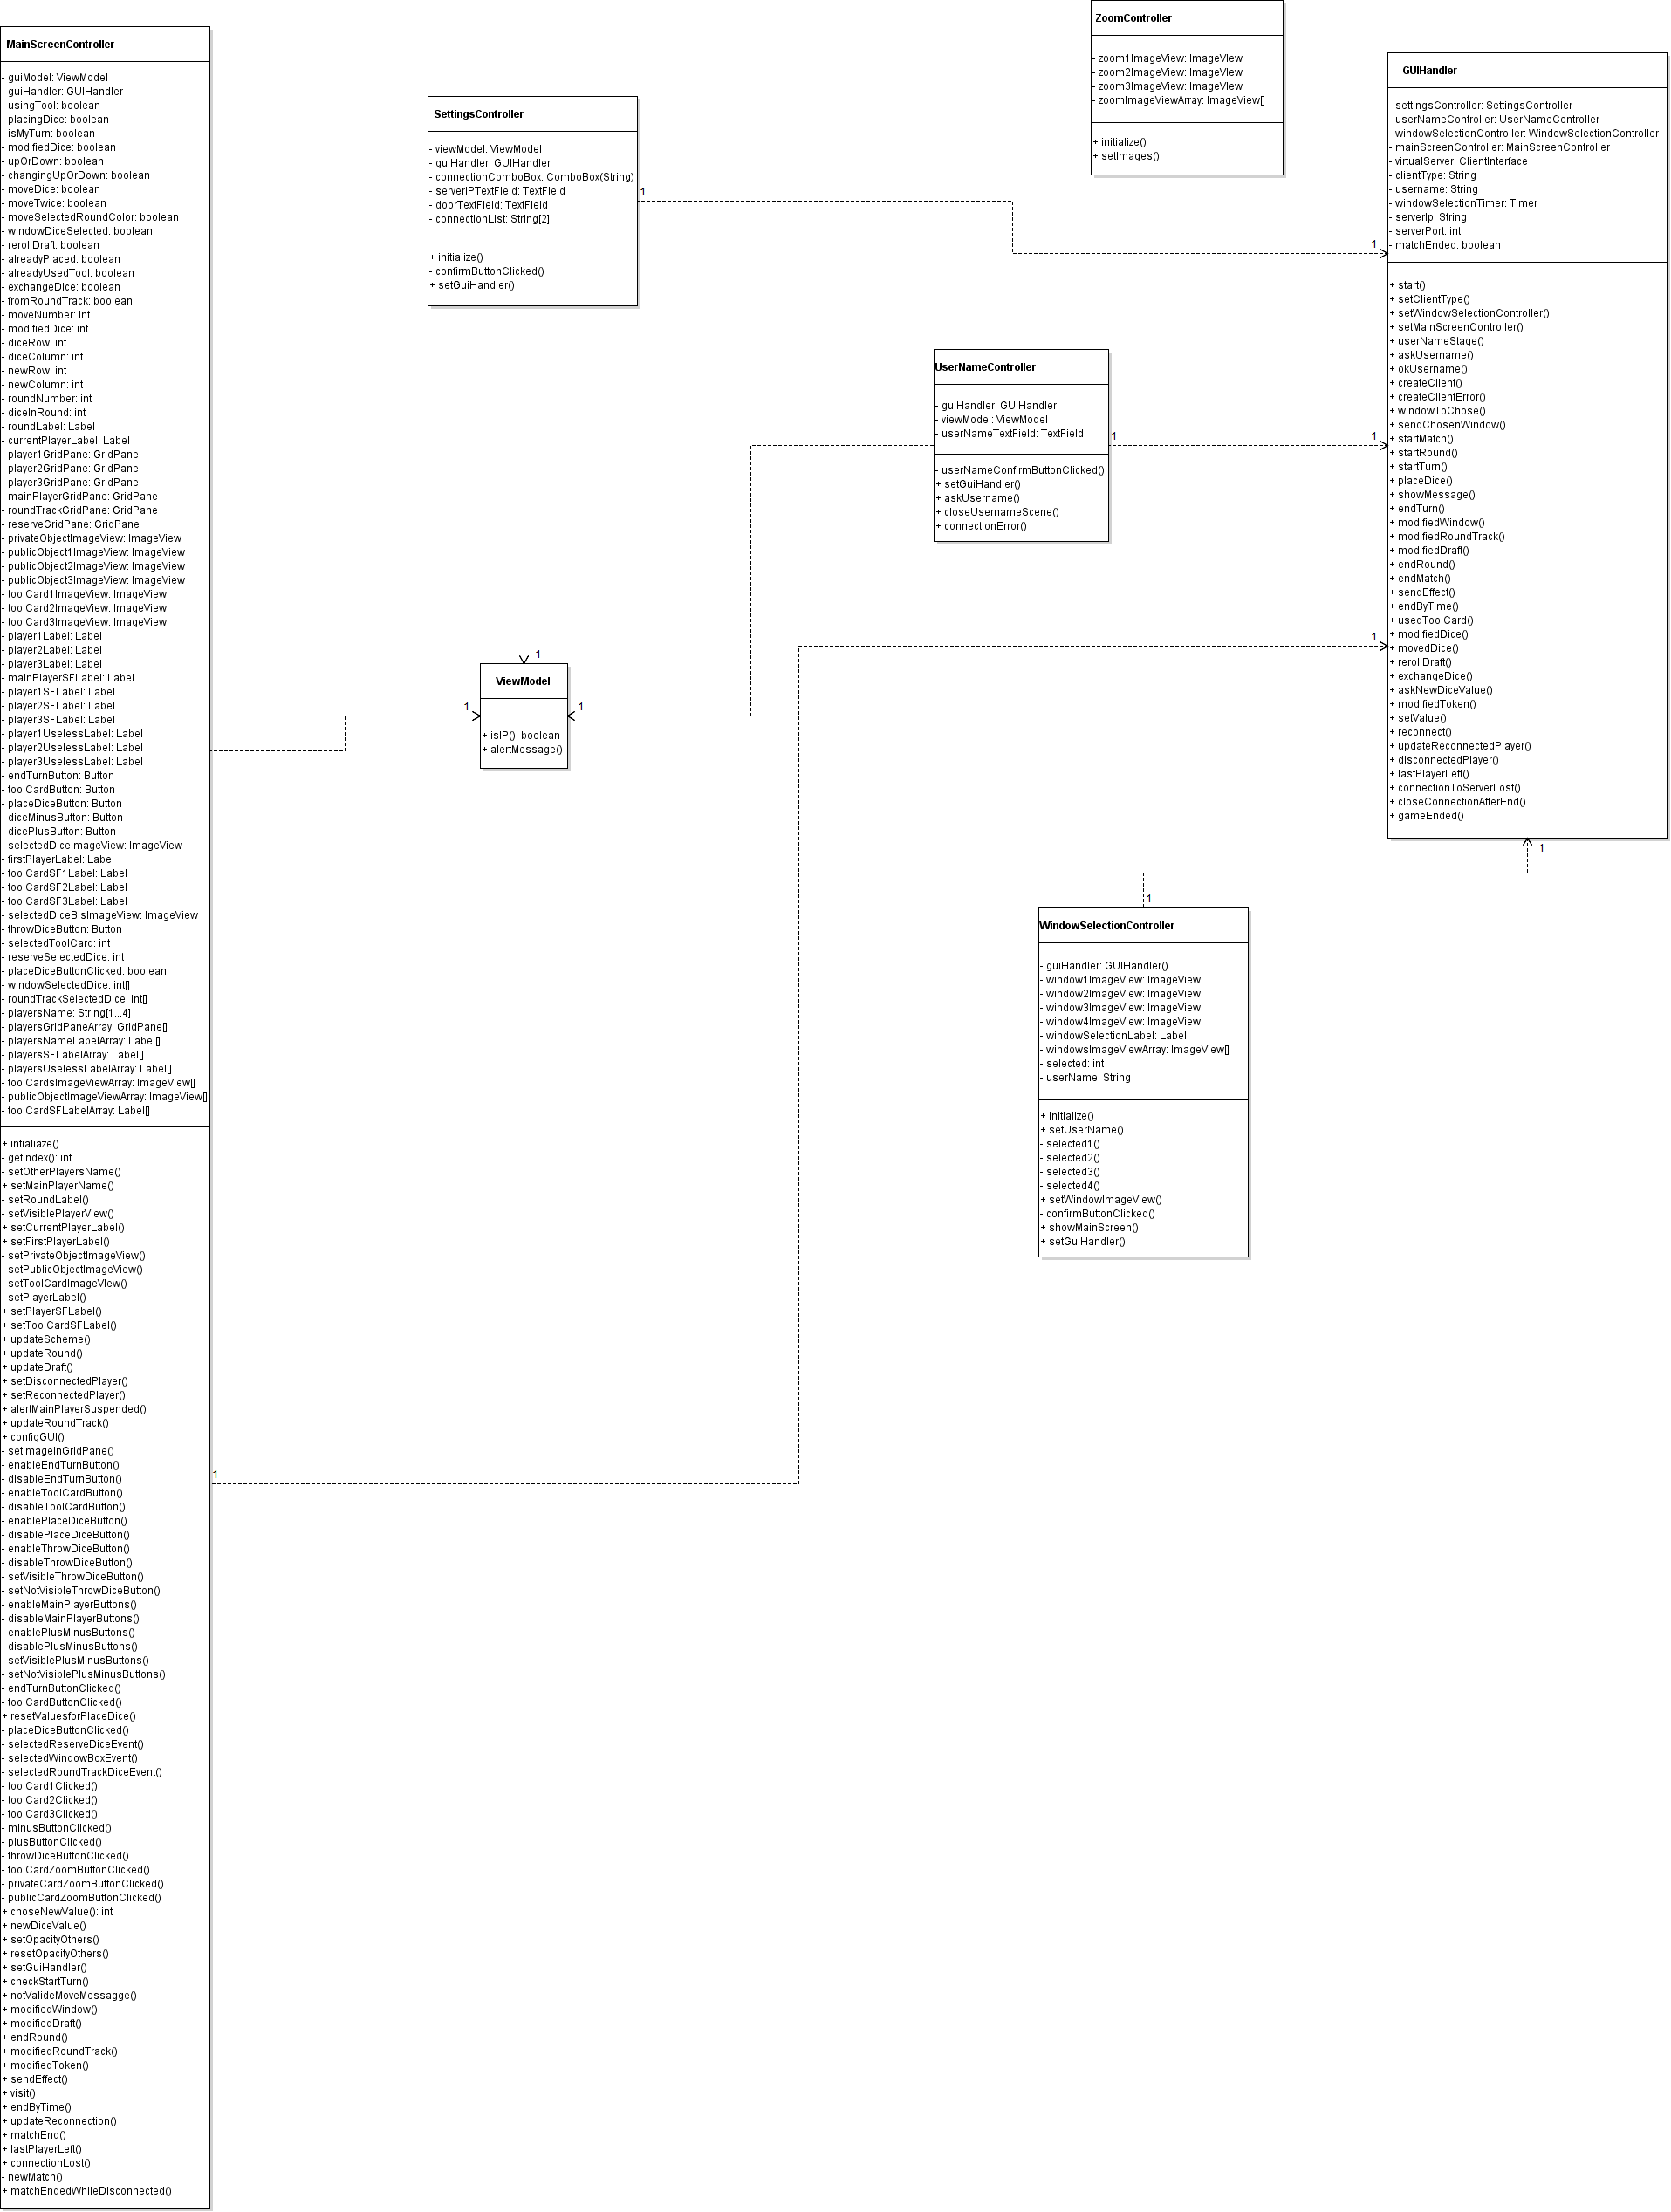 MainScreenController
- guiModel: ViewModel
- guiHandler: GUIHandler
- usingTool: boolean
- placingDice: boolean
- isMyTurn: boolean
- modifiedDice: boolean
- upOrDown: boolean
- changingUpOrDown: boolean
- moveDice: boolean
- moveTwice: boolean
- moveSelectedRoundColor: boolean
- windowDiceSelected: boolean
- rerollDraft: boolean
- alreadyPlaced: boolean
- alreadyUsedTool: boolean
- exchangeDice: boolean
- fromRoundTrack: boolean
- moveNumber: int
- modifiedDice: int
- diceRow: int
- diceColumn: int
- newRow: int
- newColumn: int
- roundNumber: int
- diceInRound: int
- roundLabel: Label
- currentPlayerLabel: Label
- player1GridPane: GridPane
- player2GridPane: GridPane
- player3GridPane: GridPane
- mainPlayerGridPane: GridPane
- roundTrackGridPane: GridPane
- reserveGridPane: GridPane
- privateObjectImageView: ImageView
- publicObject1ImageView: ImageView
- publicObject2ImageView: ImageView
- publicObject3ImageView: ImageView
- toolCard1ImageView: ImageView
- toolCard2ImageView: ImageView
- toolCard3ImageView: ImageView
- player1Label: Label
- player2Label: Label
- player3Label: Label
- mainPlayerSFLabel: Label
- player1SFLabel: Label
- player2SFLabel: Label
- player3SFLabel: Label
- player1UselessLabel: Label
- player2UselessLabel: Label
- player3UselessLabel: Label
- endTurnButton: Button
- toolCardButton: Button
- placeDiceButton: Button
- diceMinusButton: Button
- dicePlusButton: Button
- selectedDiceImageView: ImageView
- firstPlayerLabel: Label
- toolCardSF1Label: Label
- toolCardSF2Label: Label
- toolCardSF3Label: Label
- selectedDiceBisImageView: ImageView
- throwDiceButton: Button
- selectedToolCard: int
- reserveSelectedDice: int
- placeDiceButtonClicked: boolean
- windowSelectedDice: int[]
- roundTrackSelectedDice: int[]
- playersName: String[1...4]
- playersGridPaneArray: GridPane[]
- playersNameLabelArray: Label[]
- playersSFLabelArray: Label[]
- playersUselessLabelArray: Label[]
- toolCardsImageViewArray: ImageView[]
- publicObjectImageViewArray: ImageView[]
- toolCardSFLabelArray: Label[]
+ intialiaze()
- getIndex(): int
- setOtherPlayersName()
+ setMainPlayerName()
- setRoundLabel()
- setVisiblePlayerView()
+ setCurrentPlayerLabel()
+ setFirstPlayerLabel()
- setPrivateObjectImageView()
- setPublicObjectImageView()
- setToolCardImageVIew()
- setPlayerLabel()
+ setPlayerSFLabel()
+ setToolCardSFLabel()
+ updateScheme()
+ updateRound()
+ updateDraft()
+ setDisconnectedPlayer()
+ setReconnectedPlayer()
+ alertMainPlayerSuspended()
+ updateRoundTrack()
+ configGUI()
- setImageInGridPane()
- enableEndTurnButton()
- disableEndTurnButton()
- enableToolCardButton()
- disableToolCardButton()
- enablePlaceDiceButton()
- disablePlaceDiceButton()
- enableThrowDiceButton()
- disableThrowDiceButton()
- setVisibleThrowDiceButton()
- setNotVisibleThrowDiceButton()
- enableMainPlayerButtons()
- disableMainPlayerButtons()
- enablePlusMinusButtons()
- disablePlusMinusButtons()
- setVisiblePlusMinusButtons()
- setNotVisiblePlusMinusButtons()
- endTurnButtonClicked()
- toolCardButtonClicked()
+ resetValuesforPlaceDice()
- placeDiceButtonClicked()
- selectedReserveDiceEvent()
- selectedWindowBoxEvent()
- selectedRoundTrackDiceEvent()
- toolCard1Clicked()
- toolCard2Clicked()
- toolCard3Clicked()
- minusButtonClicked()
- plusButtonClicked()
- throwDiceButtonClicked()
- toolCardZoomButtonClicked()
- privateCardZoomButtonClicked()
- publicCardZoomButtonClicked()
+ choseNewValue(): int
+ newDiceValue()
+ setOpacityOthers()
+ resetOpacityOthers()
+ setGuiHandler()
+ checkStartTurn()
+ notValideMoveMessagge()
+ modifiedWindow()
+ modifiedDraft()
+ endRound()
+ modifiedRoundTrack()
+ modifiedToken()
+ sendEffect()
+ visit()
+ endByTime()
+ updateReconnection()
+ matchEnd()
+ lastPlayerLeft()
+ connectionLost()
- newMatch()
+ matchEndedWhileDisconnected()
SettingsController
- viewModel: ViewModel
- guiHandler: GUIHandler
- connectionComboBox: ComboBox(String)
- serverIPTextField: TextField
- doorTextField: TextField
- connectionList: String[2]
+ initialize()
- confirmButtonClicked()
+ setGuiHandler()
1
1
ViewModel
+ isIP(): boolean
+ alertMessage()
1
1
1
ZoomController
- zoom1ImageView: ImageVIew
- zoom2ImageView: ImageVIew
- zoom3ImageView: ImageVIew
- zoomImageViewArray: ImageView[]
+ initialize()
+ setImages()
UserNameController
- guiHandler: GUIHandler
- viewModel: ViewModel
- userNameTextField: TextField
- userNameConfirmButtonClicked()
+ setGuiHandler()
+ askUsername()
+ closeUsernameScene()
+ connectionError()
1
WindowSelectionController
- guiHandler: GUIHandler()
- window1ImageView: ImageView
- window2ImageView: ImageView
- window3ImageView: ImageView
- window4ImageView: ImageView
- windowSelectionLabel: Label
- windowsImageViewArray: ImageView[]
- selected: int
- userName: String
+ initialize()
+ setUserName()
- selected1()
- selected2()
- selected3()
- selected4()
+ setWindowImageView()
- confirmButtonClicked()
+ showMainScreen()
+ setGuiHandler()
1
GUIHandler
- settingsController: SettingsController
- userNameController: UserNameController
- windowSelectionController: WindowSelectionController
- mainScreenController: MainScreenController
- virtualServer: ClientInterface
- clientType: String
- username: String
- windowSelectionTimer: Timer
- serverIp: String
- serverPort: int
- matchEnded: boolean
+ start()
+ setClientType()
+ setWindowSelectionController()
+ setMainScreenController()
+ userNameStage()
+ askUsername()
+ okUsername()
+ createClient()
+ createClientError()
+ windowToChose()
+ sendChosenWindow()
+ startMatch()
+ startRound()
+ startTurn()
+ placeDice()
+ showMessage()
+ endTurn()
+ modifiedWindow()
+ modifiedRoundTrack()
+ modifiedDraft()
+ endRound()
+ endMatch()
+ sendEffect()
+ endByTime()
+ usedToolCard()
+ modifiedDice()
+ movedDice()
+ rerollDraft()
+ exchangeDice()
+ askNewDiceValue()
+ modifiedToken()
+ setValue()
+ reconnect()
+ updateReconnectedPlayer()
+ disconnectedPlayer()
+ lastPlayerLeft()
+ connectionToServerLost()
+ closeConnectionAfterEnd()
+ gameEnded()
1
1
1
1